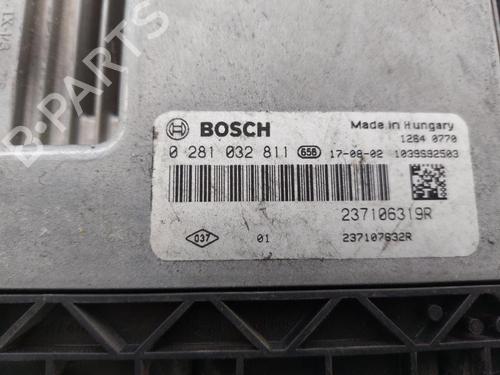 B-PARTS
BOSCH
Made in Hungary
1284 0770
0 281 032 811 656 17-08-02 1039S92503
237106319R
037 01 237107632R